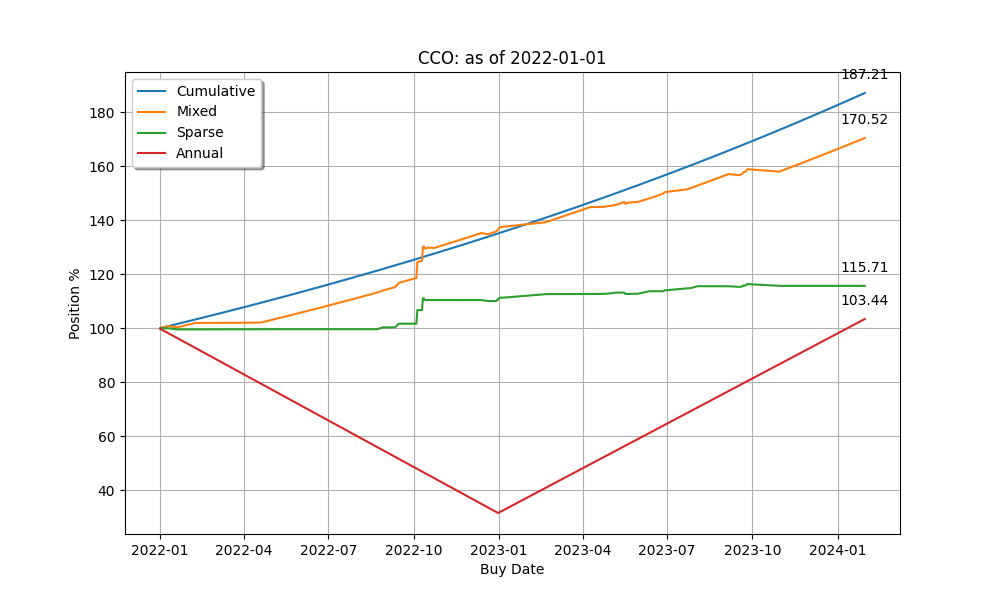 CCO: as of 2022-01-01
Cumulative
Mixed
Sparse
Annual
187.21
170.52
115.71
103.44
Position %
180
160
140
120
100
80
60
40
2022-01 2022-04 2022-07 2022-10 2023-01 2023-04 2023-07 2023-10 2024-01
Buy Date